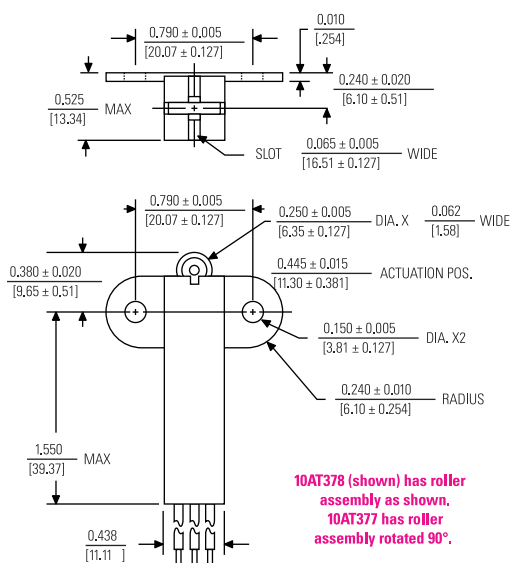 0.790 ± 0.005
[20.07 ± 0.127]
0.010
[.254]
0.240 ± 0.020
[6.10 ± 0.51]
0.525
[13.34]
MAX
SLOT
0.065 ± 0.005
[16.51 ± 0.127]
WIDE
0.790 ± 0.005
[20.07 ± 0.127]
0.250 ± 0.005
[6.35 ± 0.127]
DIA. X
0.062
[1.58]
WIDE
0.380 ± 0.020
[9.65 ± 0.51]
0.445 ± 0.015
[11.30 ± 0.381]
ACTUATION POS.
0.150 ± 0.005
[3.81 ± 0.127]
DIA. X2
0.240 ± 0.010
[6.10 ± 0.254]
RADIUS
1.550
[39.37]
MAX
10AT378 (shown) has roller
assembly as shown.
10AT377 has roller
assembly rotated 90°.
0.438
[11.11 ]